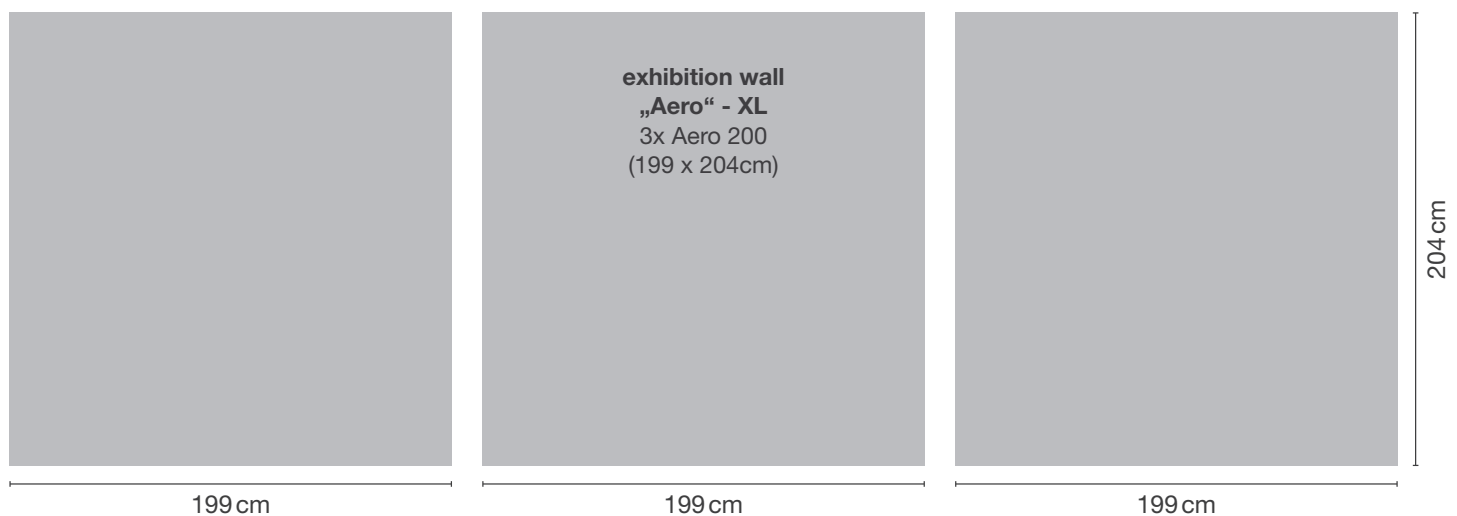 exhibition wall
„Aero“ - XL
3x Aero 200
(199 x 204cm)
204 cm
199 cm
199 cm
199 cm